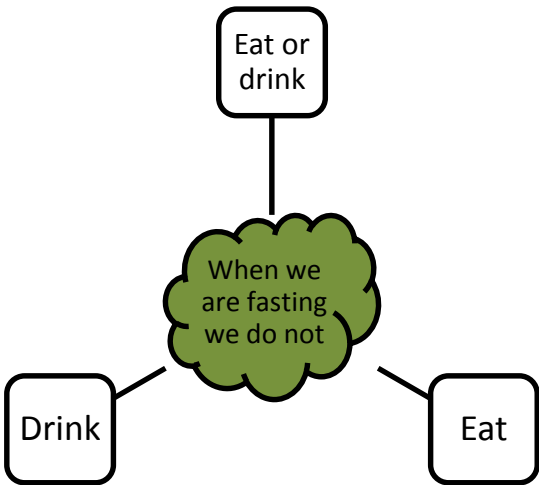 Eat or
drink
When we
are fasting
we do not
Drink
Eat